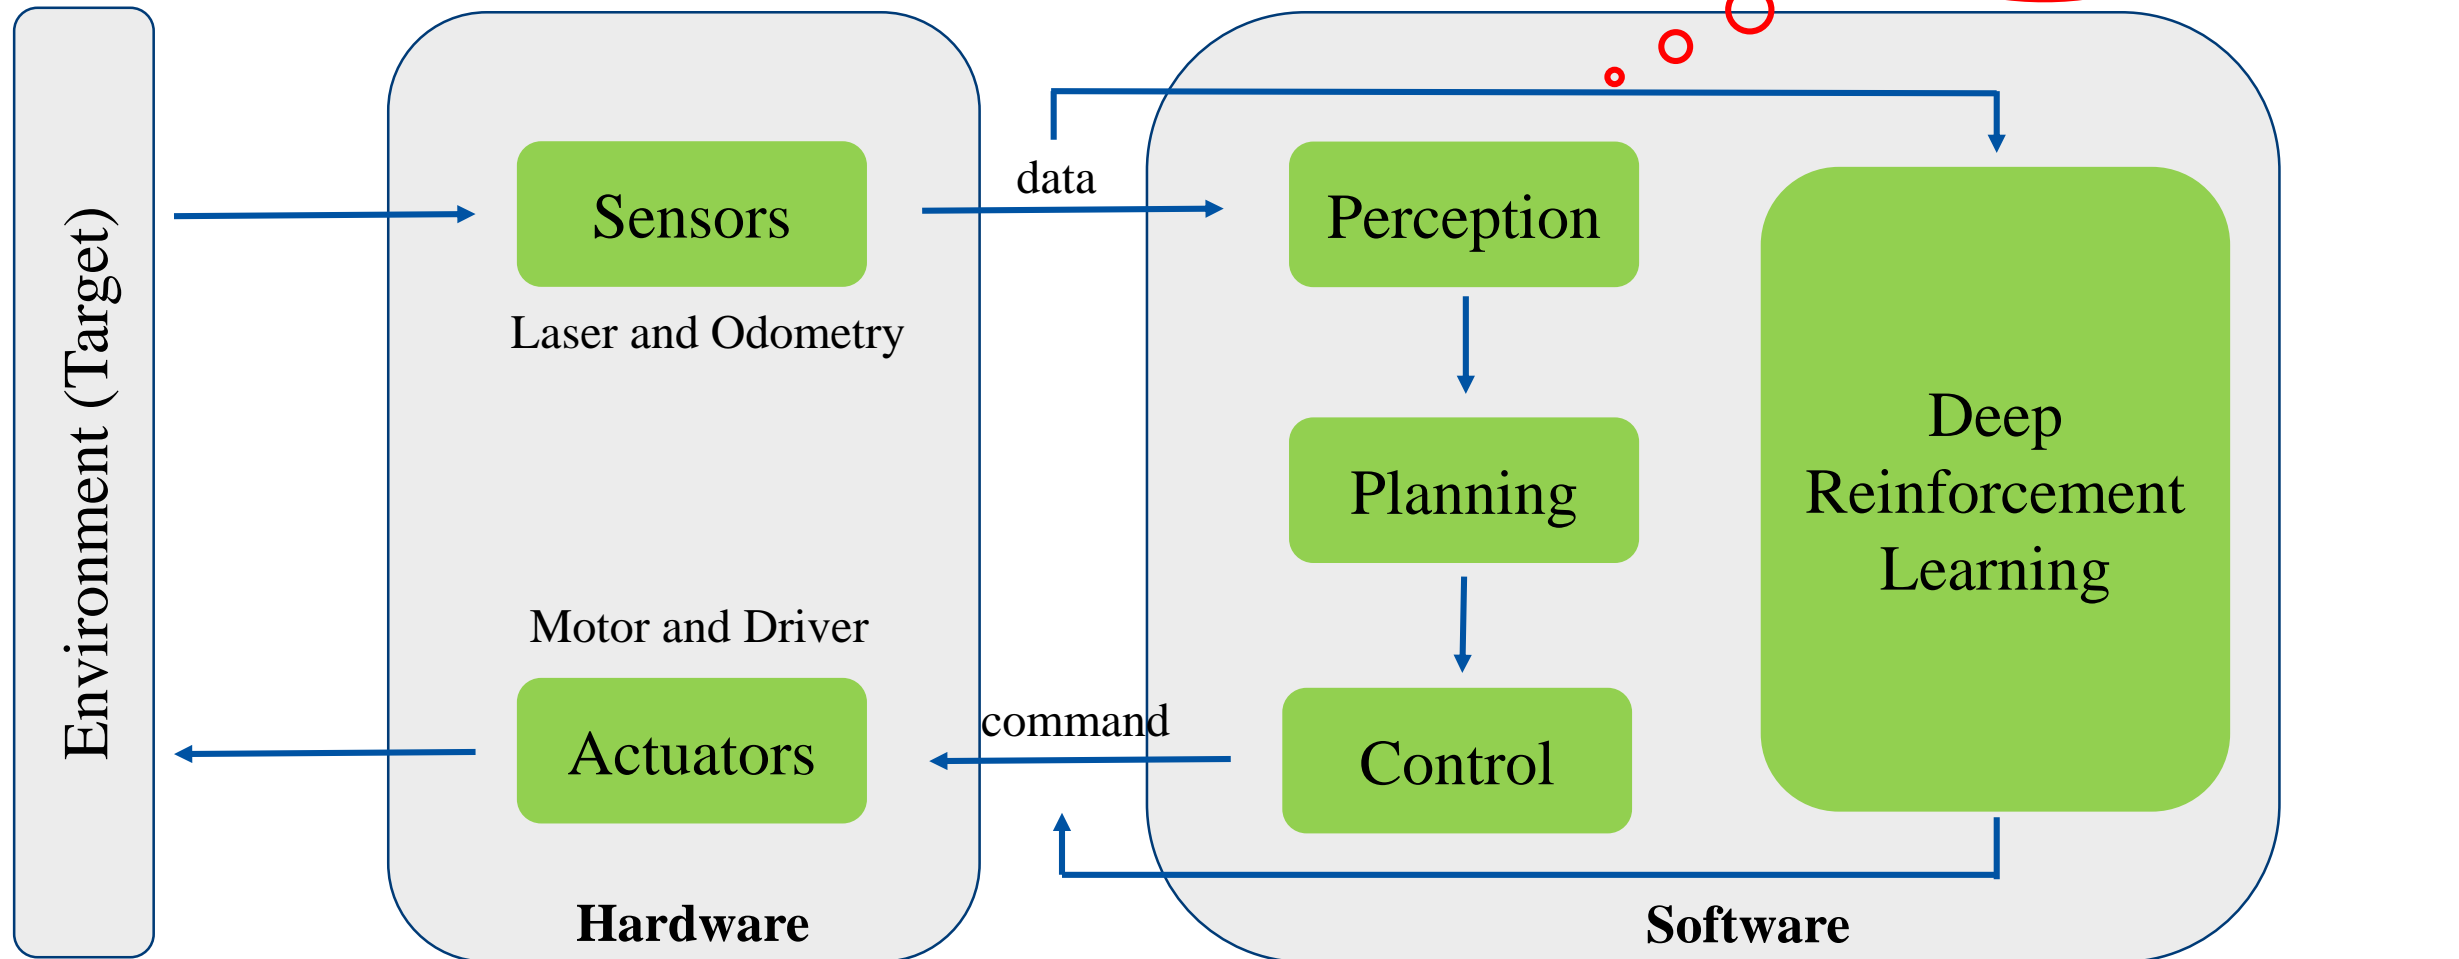 Environment (Target)
Sensors
Laser and Odometry
Motor and Driver
Actuators
Hardware
data
command
Perception
Planning
Control
Deep
Reinforcement
Learning
Software